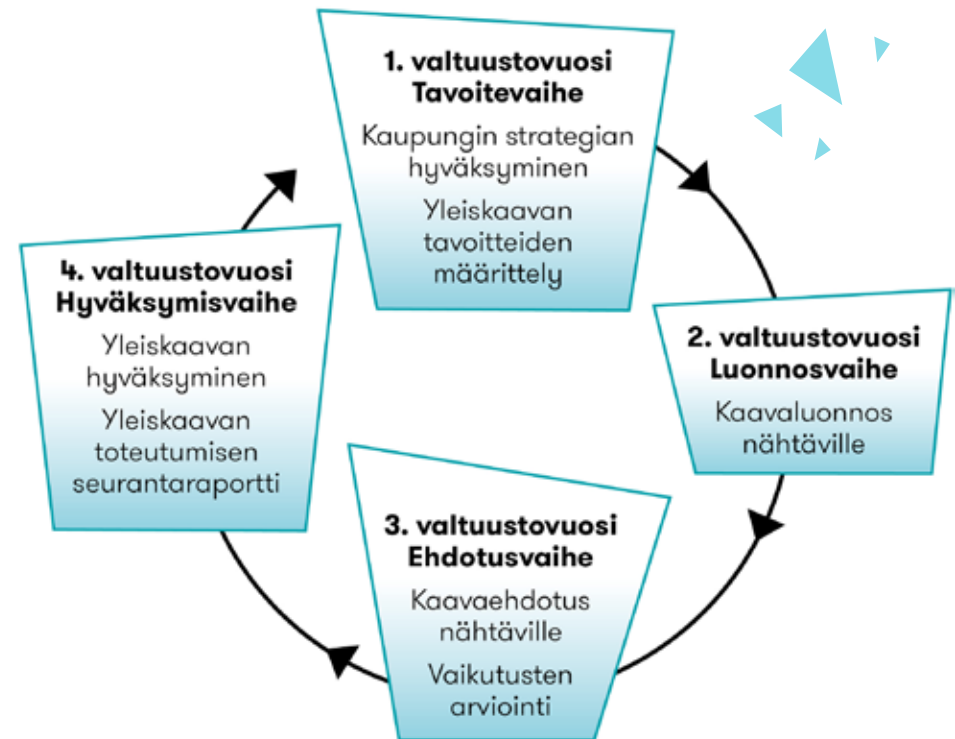 1. valtuustovuosi
Tavoitevaihe
Kaupungin strategian
hyväksyminen
Yleiskaavan
tavoitteiden
määrittely
2. valtuustovuosi
Luonnosvaihe
Kaavaluonnos
nähtäville
3. valtuustovuosi
Ehdotusvaihe
Kaavaehdotus
nähtäville
Vaikutusten
arviointi
4. valtuustovuosi
Hyväksymisvaihe
Yleiskaavan
hyväksyminen
Yleiskaavan
toteutumisen
seurantaraportti